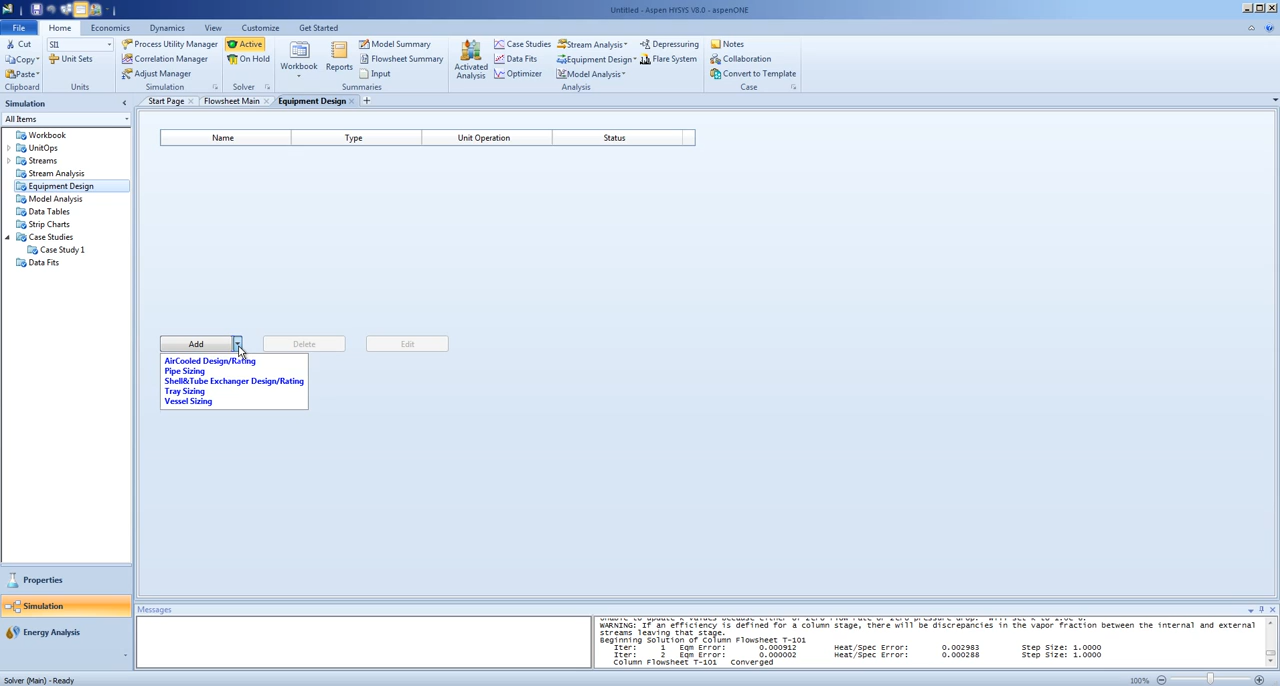 Untitled - Aspen HYSYS V8.0 - aspenONE
File Home Economics Dynamics View Customize Get Started
Cut
Copy
Paste
Clipboard
SI1
Unit Sets
Units
Process Utility Manager
Correlation Manager
Adjust Manager
Simulation
Active
On Hold
Solver
Workbook
Reports
Model Summary
Flowsheet Summary
Input
Summaries
Activated
Analysis
Case Studies
Data Fits
Optimizer
Stream Analysis
Equipment Design
Model Analysis
Depressuring
Flare System
Analysis
Notes
Collaboration
Convert to Template
Case
Simulation
All Items
Workbook
UnitOps
Streams
Stream Analysis
Equipment Design
Model Analysis
Data Tables
Strip Charts
Case Studies
Case Study 1
Data Fits
Properties
Simulation
Energy Analysis
Start Page Flowsheet Main Equipment Design +
Name Type Unit Operation Status
Add Delete Edit
AirCooled Design/Rating
Pipe Sizing
Shell&Tube Exchanger Design/Rating
Tray Sizing
Vessel Sizing
Messages
WARNING: If an efficiency is defined for a column stage, there will be discrepancies in the vapor fraction between the internal and external
streams leaving that stage.
Beginning Solution of Column Flowsheet T-101
Iter: 1 Eqm Error: 0.000912 Heat/Spec Error: 0.002983 Step Size: 1.0000
Iter: 2 Eqm Error: 0.000002 Heat/Spec Error: 0.000288 Step Size: 1.0000
Column Flowsheet T-101 Converged
Solver (Main) - Ready
100%